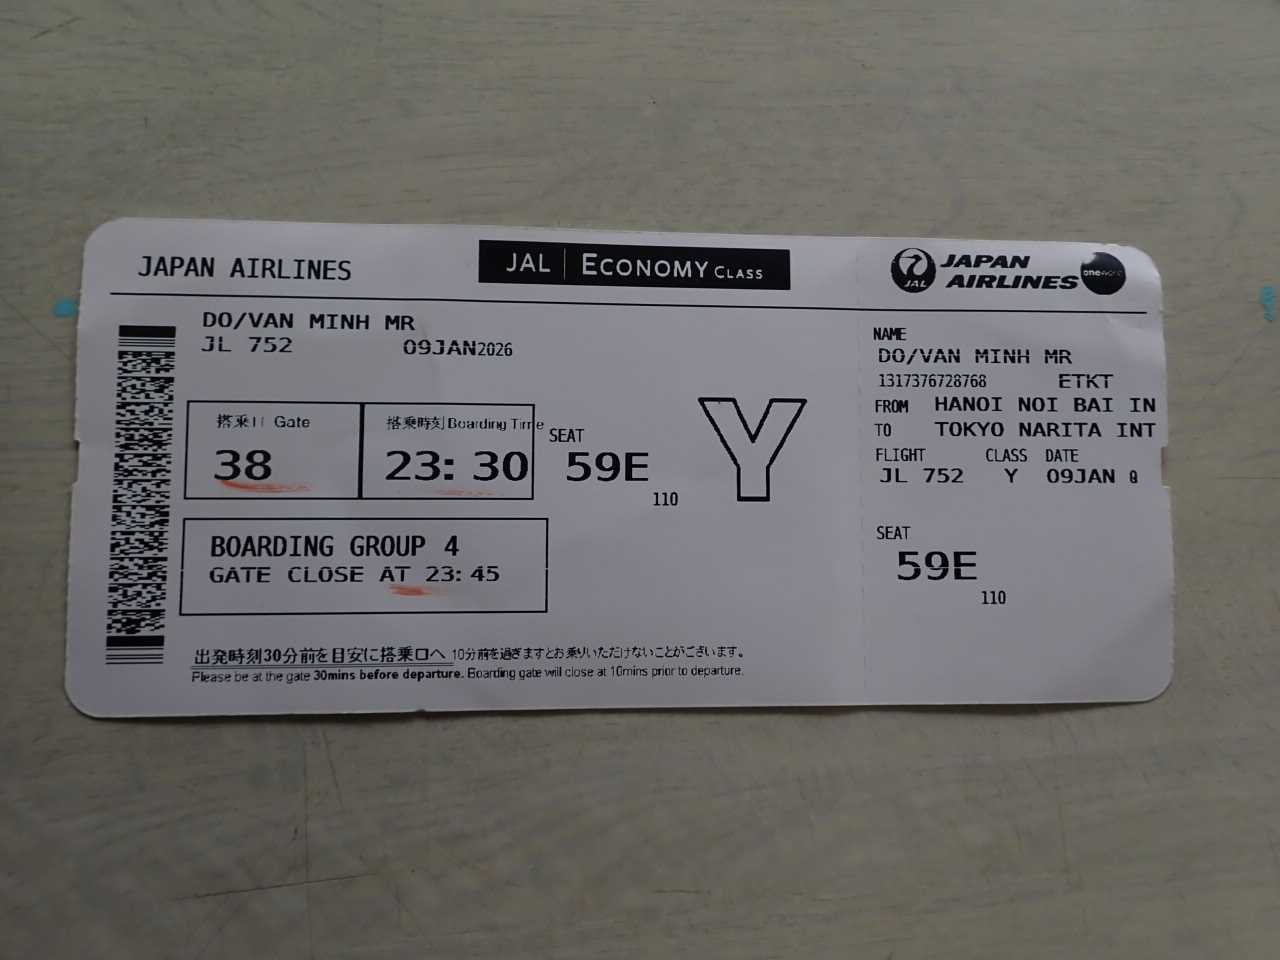 JAPAN AIRLINES
JAL | ECONOMY CLASS
JAL
JAPAN AIRLINES
oneworld
DO/VAN MINH MR
JL 752 09JAN2026
搭乗口 Gate
38
搭乗時刻 Boarding Time
23:30
SEAT
59E
110
Y
BOARDING GROUP 4
GATE CLOSE AT 23:45
出発時刻30分前を目安に搭乗口へ 10分前を過ぎますとお乗りいただけないことがございます。
Please be at the gate 30mins before departure. Boarding gate will close at 10mins prior to departure.
NAME
DO/VAN MINH MR
1317376728768 ETKT
FROM HANOI NOI BAI IN
TO TOKYO NARITA INT
FLIGHT CLASS DATE
JL 752 Y 09JAN
SEAT
59E
110